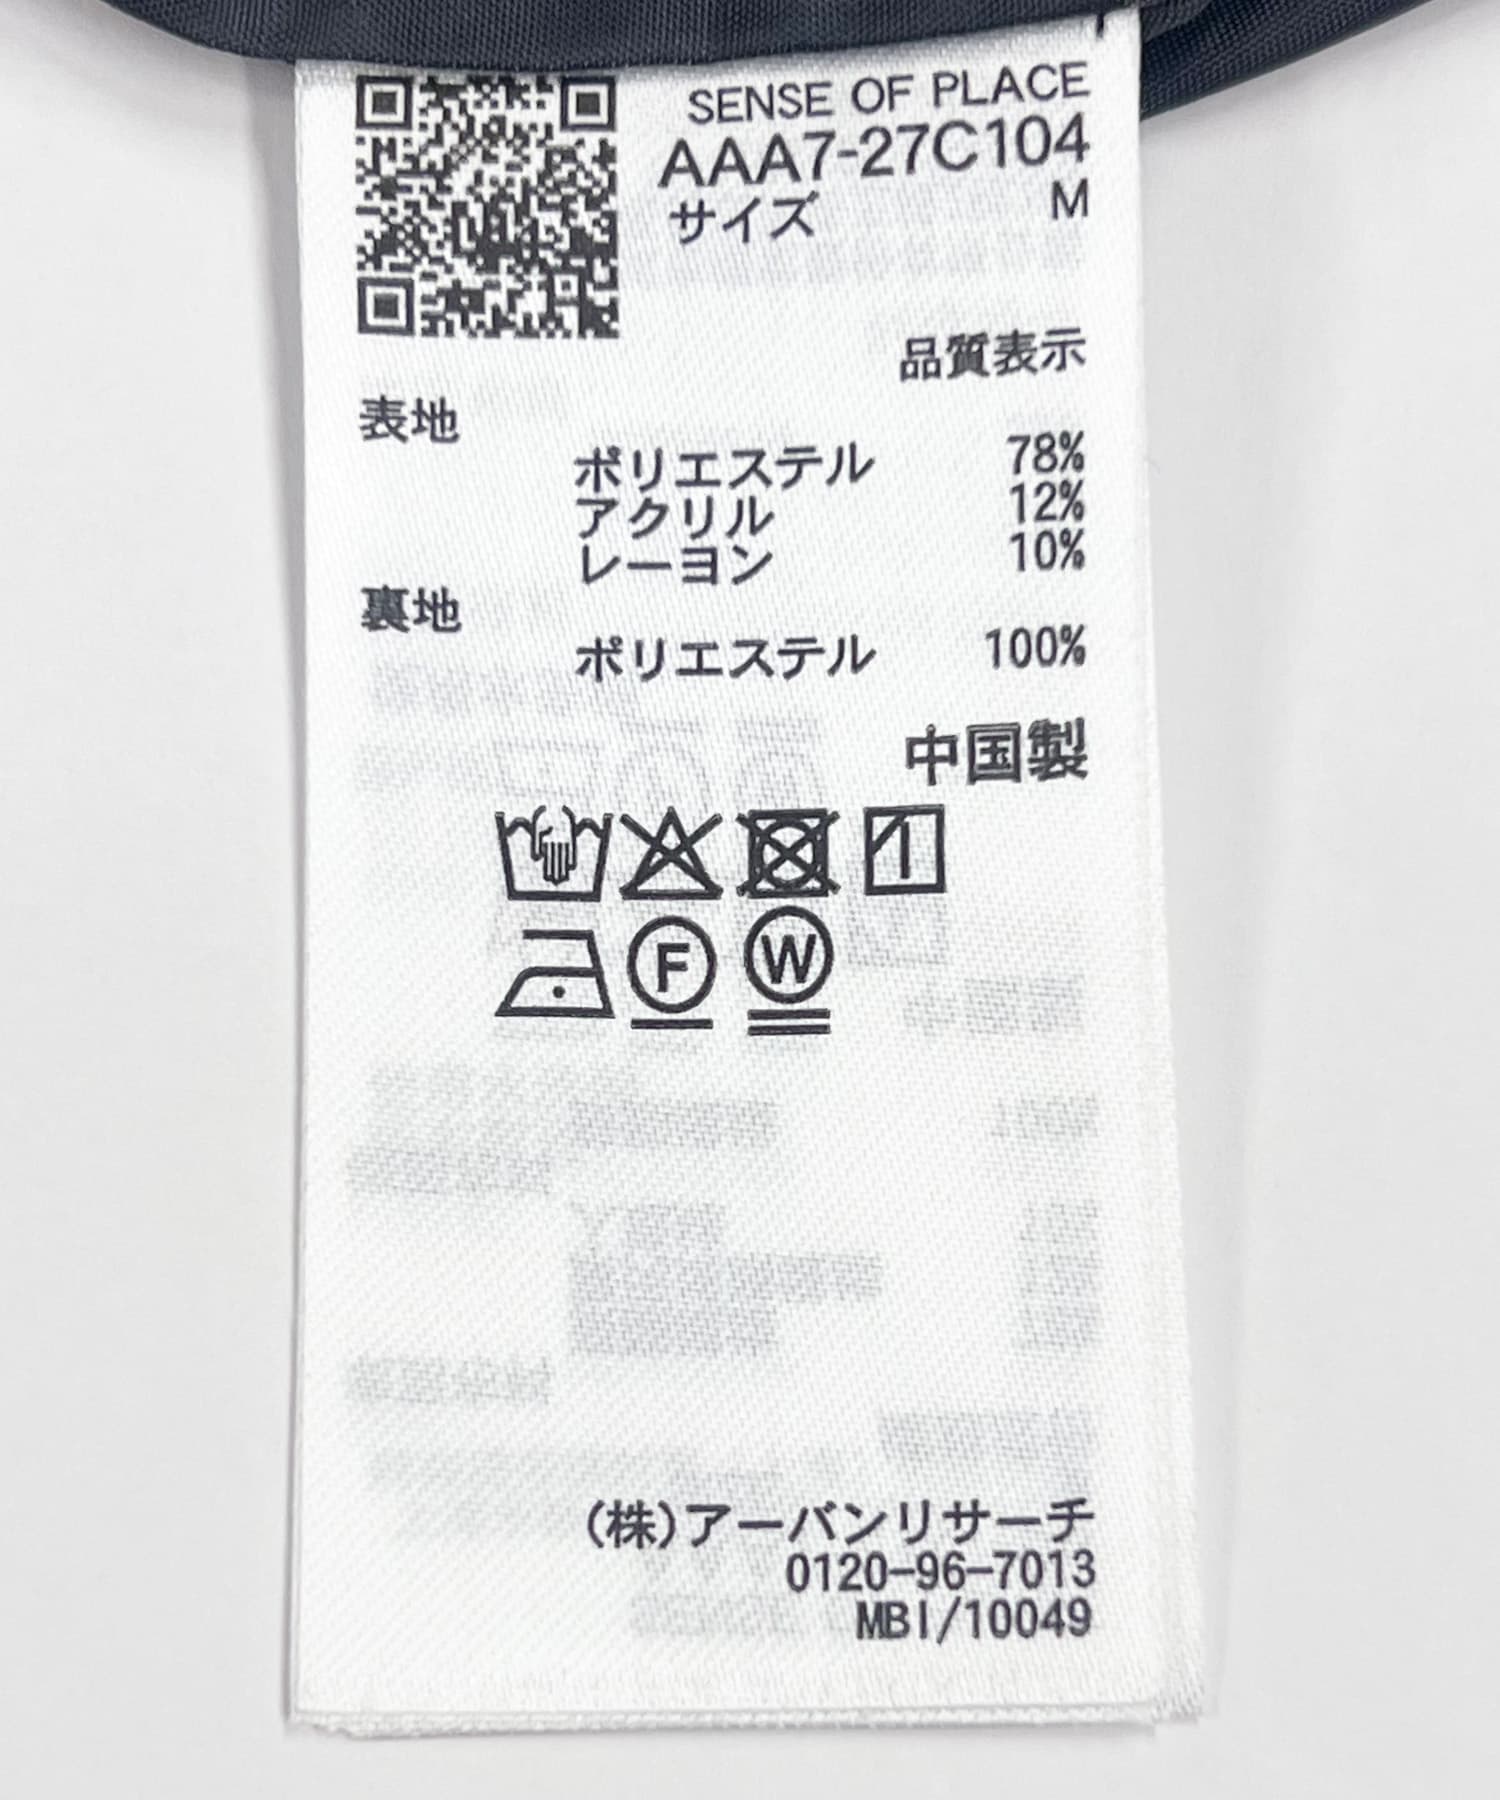 SENSE OF PLACE
AAA7-27C104
サイズ M
品質表示
表地
ポリエステル 78%
アクリル 12%
レーヨン 10%
裏地
ポリエステル 100%
中国製
F W
(株)アーバンリサーチ
0120-96-7013
MBI/10049